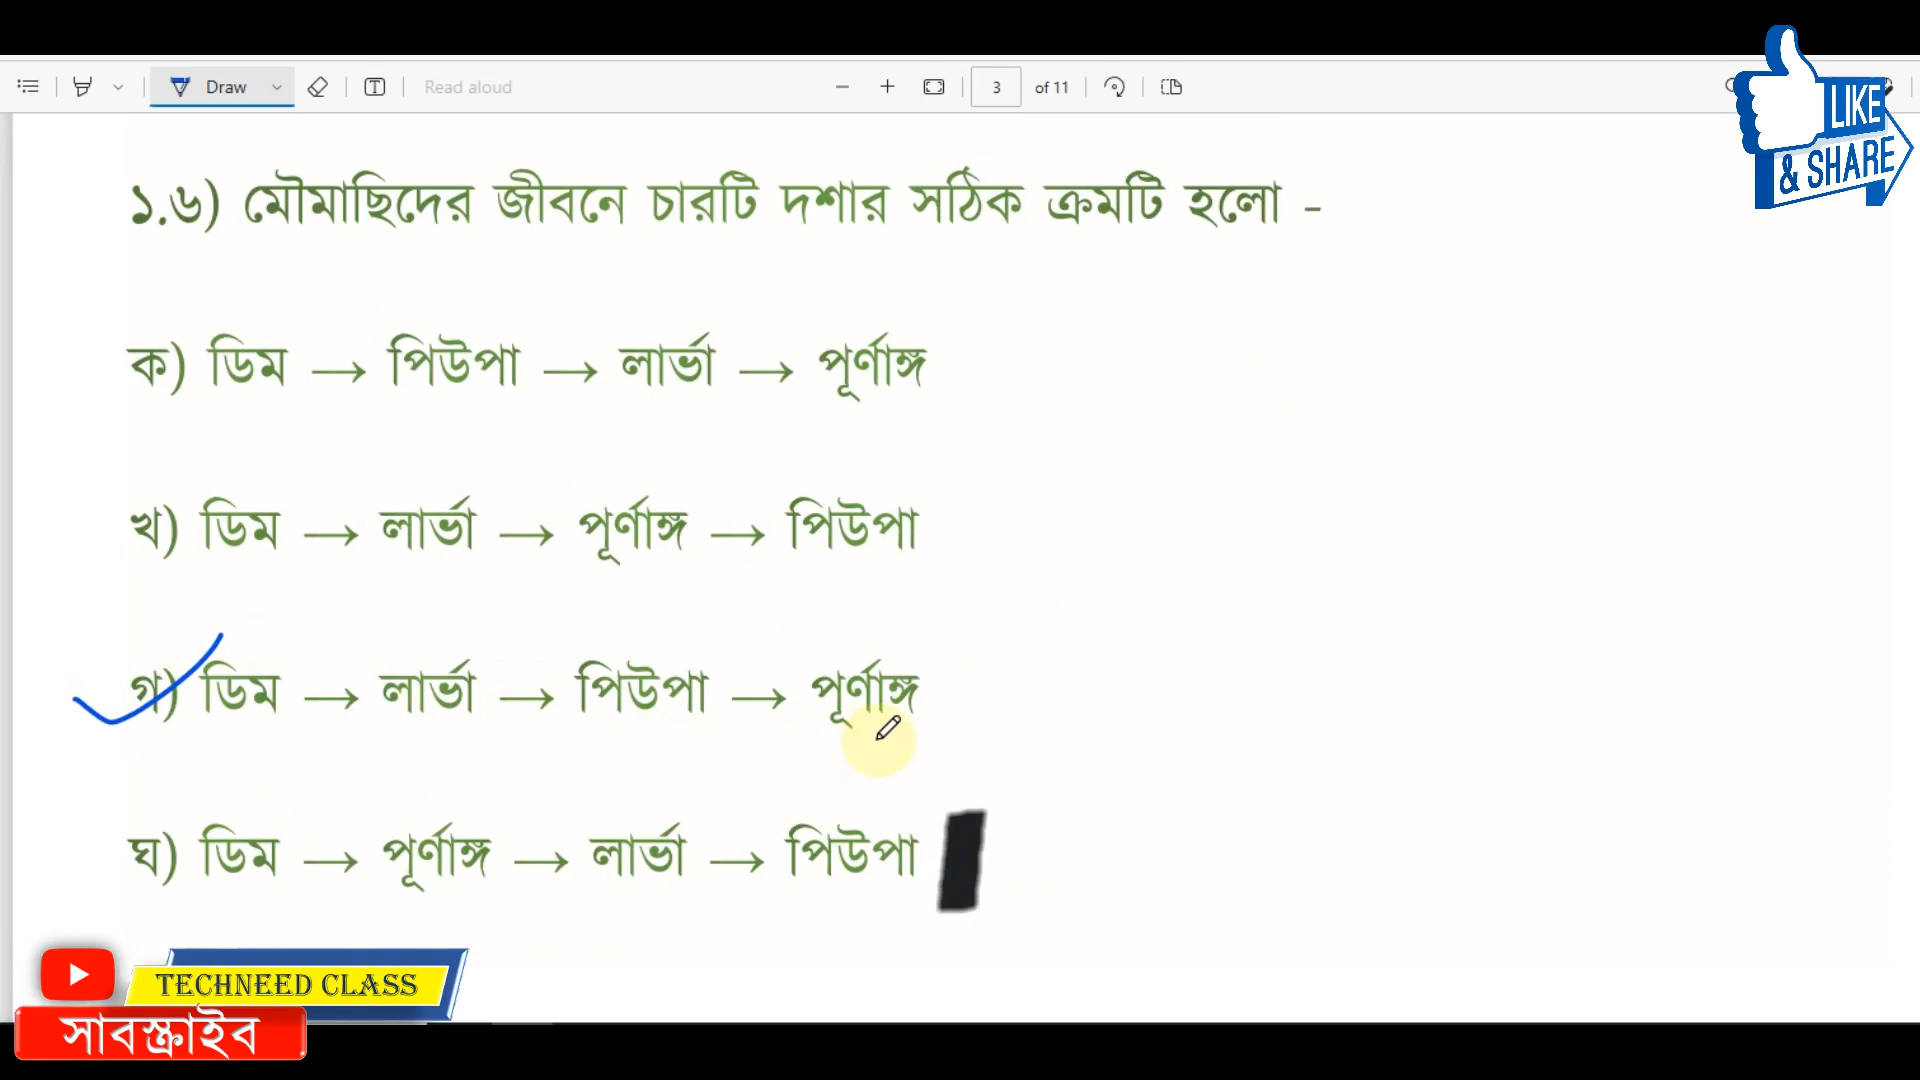 Draw
Read aloud
3 of 11
LIKE
& SHARE
১.৬) মৌমাছিদের জীবনে চারটি দশার সঠিক ক্রমটি হলো -
ক) ডিম → পিউপা → লার্ভা → পূর্ণাঙ্গ
খ) ডিম → লার্ভা → পূর্ণাঙ্গ → পিউপা
গ) ডিম → লার্ভা → পিউপা → পূর্ণাঙ্গ
ঘ) ডিম → পূর্ণাঙ্গ → লার্ভা → পিউপা
TECHNEED CLASS
সাবস্ক্রাইব